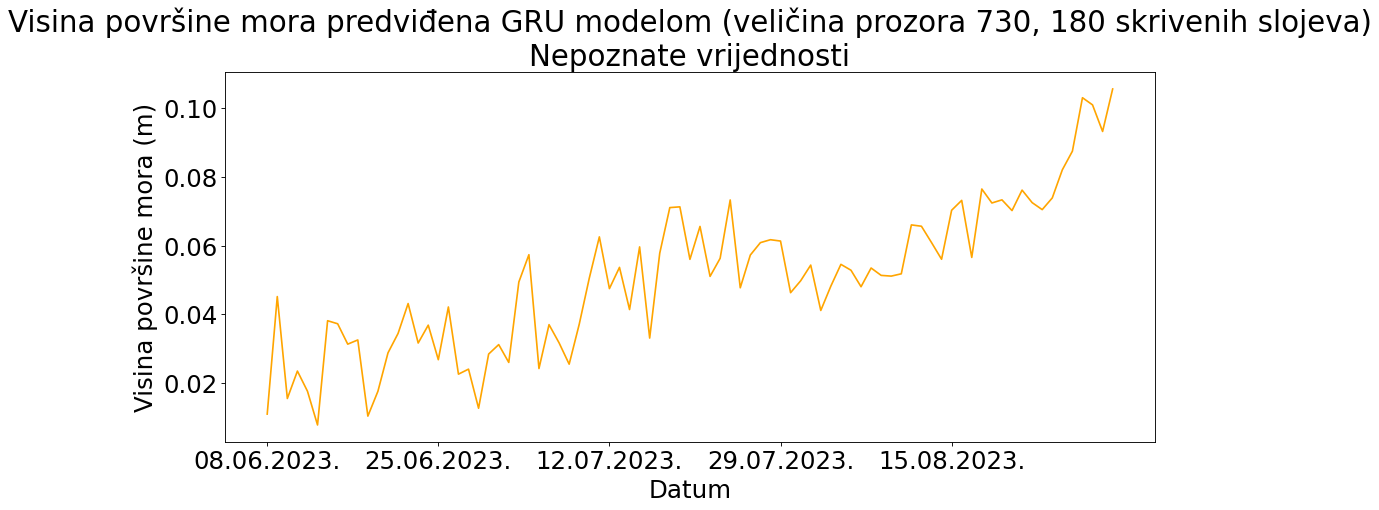 Visina površine mora predviđena GRU modelom (veličina prozora 730, 180 skrivenih slojeva)
Nepoznate vrijednosti
Visina površine mora (m)
0.10
0.08
0.06
0.04
0.02
08.06.2023. 25.06.2023. 12.07.2023. 29.07.2023. 15.08.2023.
Datum